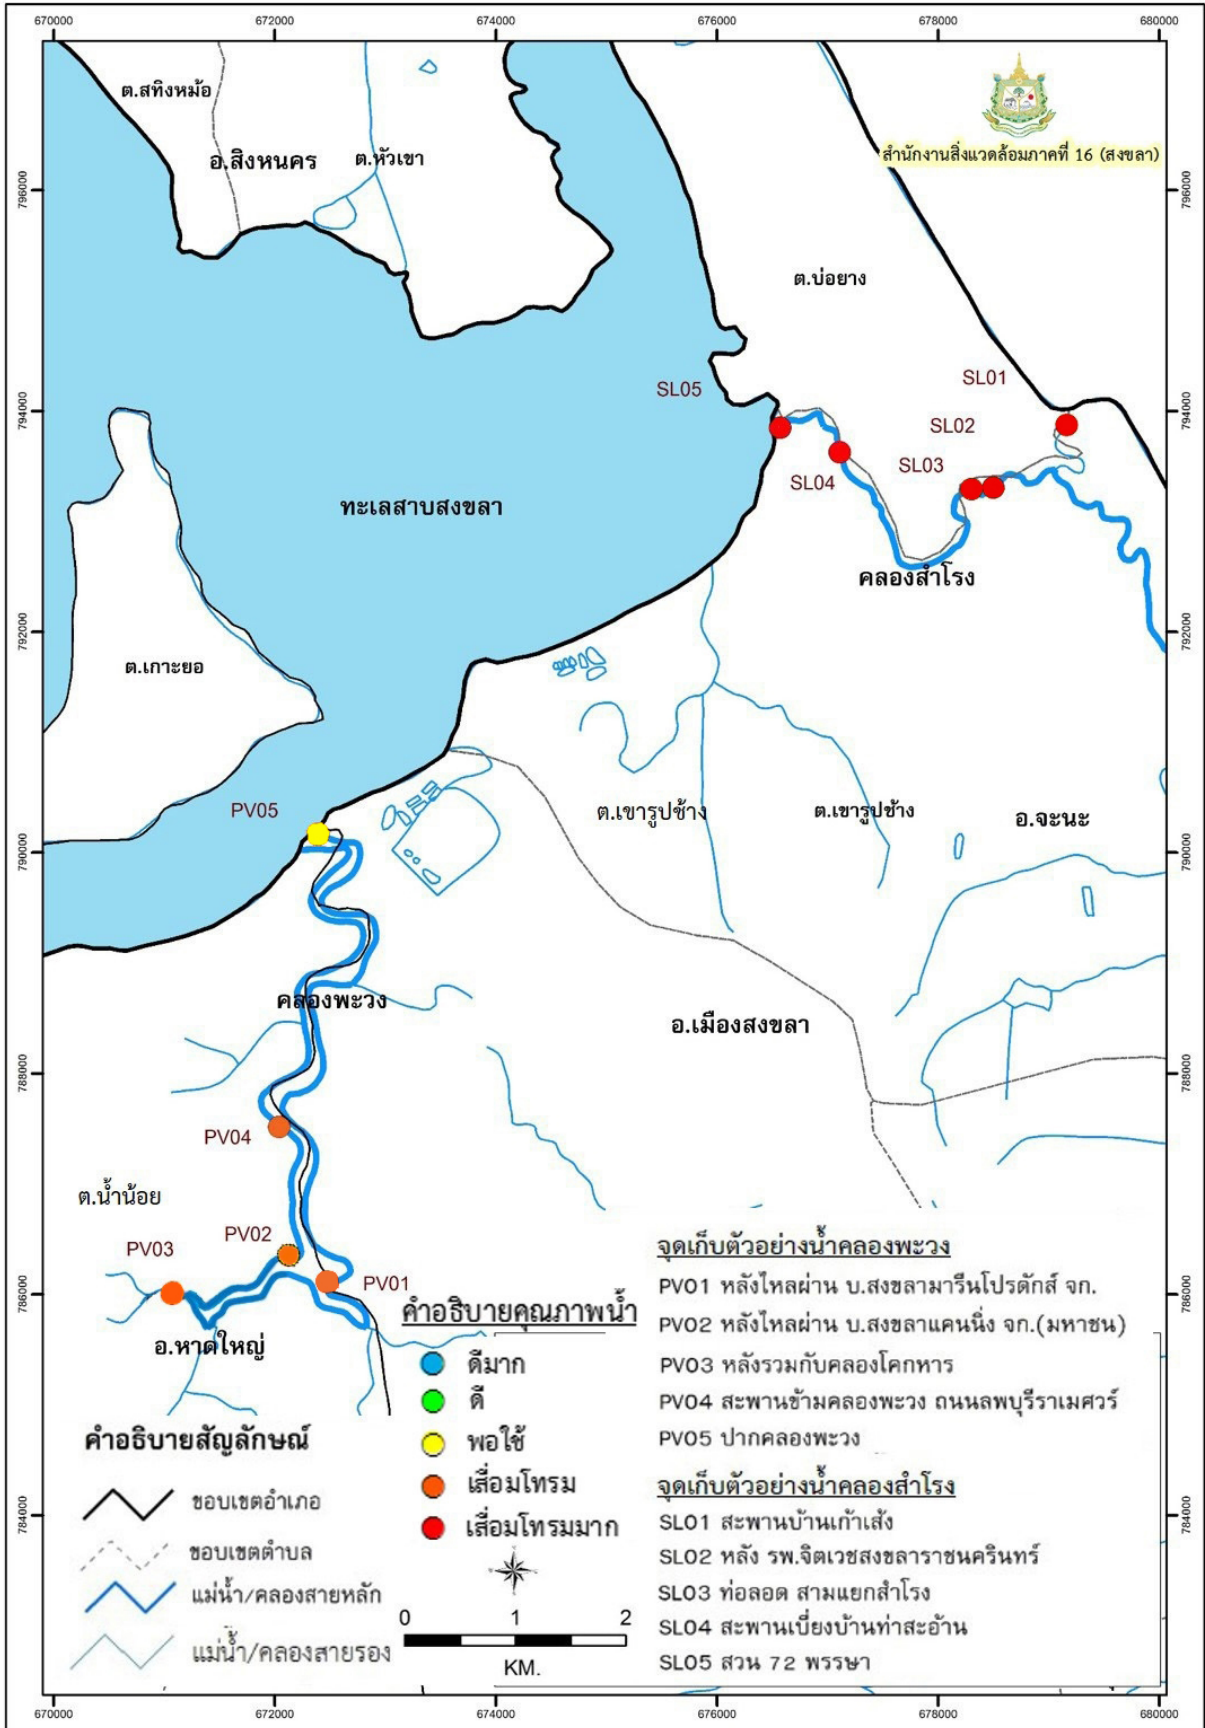 670000 672000 674000 676000 678000 680000
ต.สทิงหม้อ
อ.สิงหนคร
ต.หัวเขา
สำนักงานสิ่งแวดล้อมภาคที่ 16 (สงขลา)
796000
796000
ต.บ่อยาง
SL01
SL05
794000
794000
SL02
SL03
SL04
ทะเลสาบสงขลา
คลองสำโรง
792000
792000
ต.เกาะยอ
PV05
ต.เขารูปช้าง
ต.เขารูปช้าง
อ.จะนะ
790000
790000
คลองพะวง
อ.เมืองสงขลา
788000
788000
PV04
ต.น้ำน้อย
PV02
PV03
PV01
786000
786000
อ.หาดใหญ่
คำอธิบายคุณภาพน้ำ
ดีมาก
ดี
พอใช้
เสื่อมโทรม
เสื่อมโทรมมาก
จุดเก็บตัวอย่างน้ำคลองพะวง
PV01 หลังไหลผ่าน บ.สงขลามารีนโปรดักส์ จก.
PV02 หลังไหลผ่าน บ.สงขลาแคนนิ่ง จก.(มหาชน)
PV03 หลังรวมกับคลองโคกหาร
PV04 สะพานข้ามคลองพะวง ถนนลพบุรีราเมศวร์
PV05 ปากคลองพะวง
จุดเก็บตัวอย่างน้ำคลองสำโรง
SL01 สะพานบ้านเก้าเส้ง
SL02 หลัง รพ.จิตเวชสงขลาราชนครินทร์
SL03 ท่อลอด สามแยกสำโรง
SL04 สะพานเบี่ยงบ้านท่าสะอ้าน
SL05 สวน 72 พรรษา
คำอธิบายสัญลักษณ์
ขอบเขตอำเภอ
ขอบเขตตำบล
แม่น้ำ/คลองสายหลัก
แม่น้ำ/คลองสายรอง
784000
784000
0 1 2
KM.
670000 672000 674000 676000 678000 680000